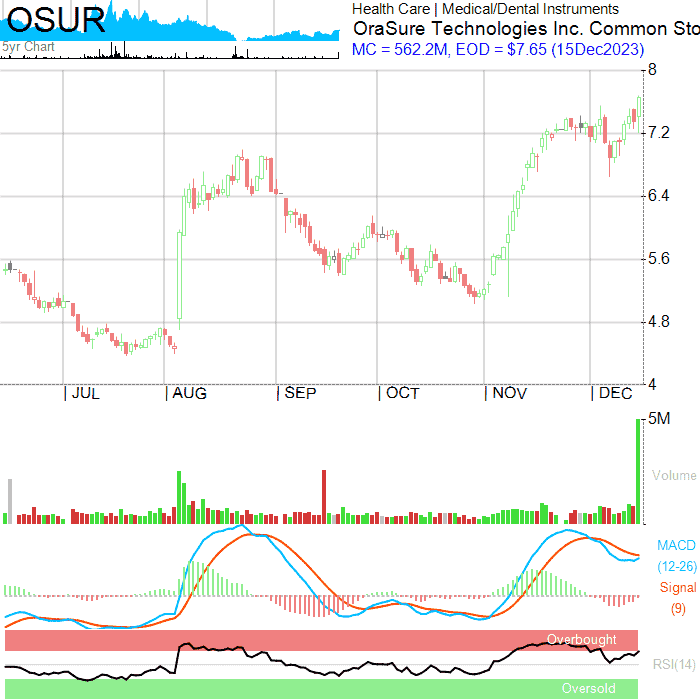 OSUR
5yr Chart
Health Care | Medical/Dental Instruments
OraSure Technologies Inc. Common Sto
MC = 562.2M, EOD = $7.65 (15Dec2023)
8
7.2
6.4
5.6
4.8
4
| JUL | AUG | SEP | OCT | NOV | DEC
5M
Volume
MACD
(12-26)
Signal
(9)
Overbought
RSI(14)
Oversold